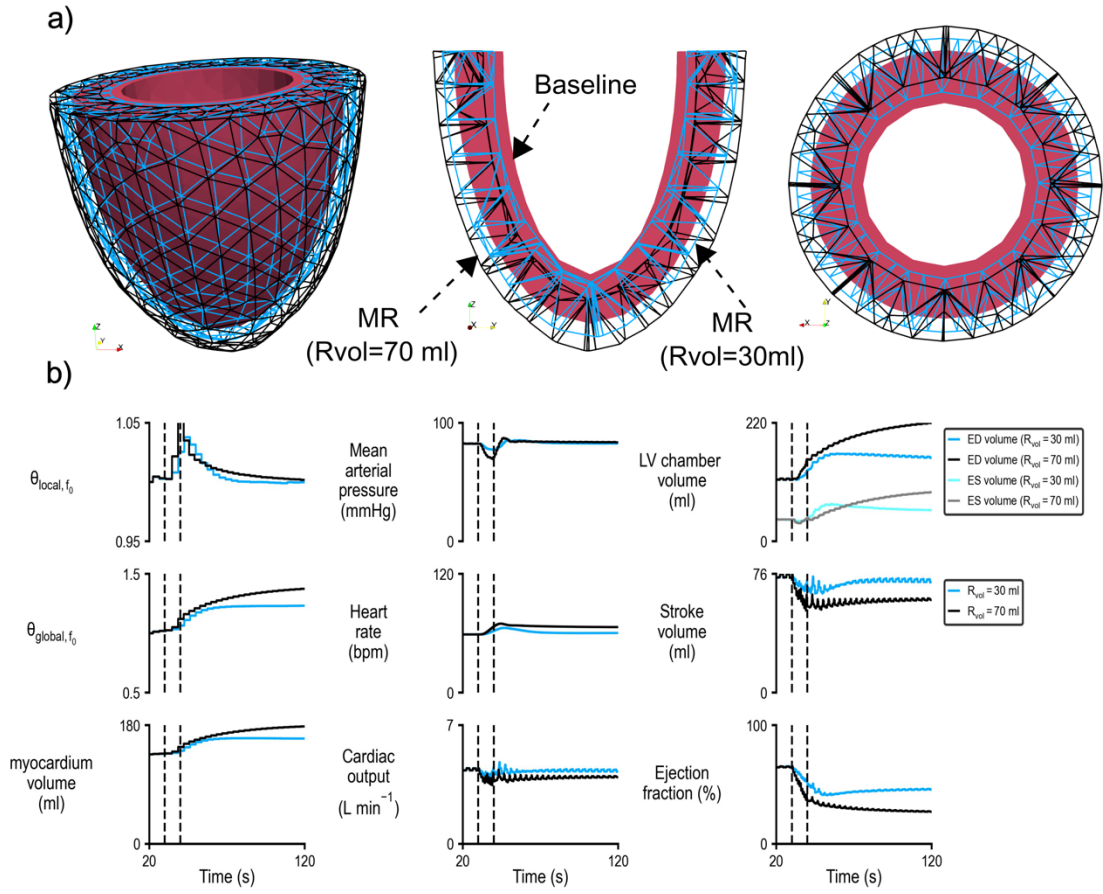 a)
Baseline
MR
(Rvol=70 ml)
MR
(Rvol=30ml)
Z
Y
X
Z
X
Y
Y
X
Z
b)
θlocal, f0
1.05
0.95
Mean
arterial
pressure
(mmHg)
100
0
LV chamber
volume
(ml)
220
0
ED volume (Rvol = 30 ml)
ED volume (Rvol = 70 ml)
ES volume (Rvol = 30 ml)
ES volume (Rvol = 70 ml)
θglobal, f0
1.5
0.5
Heart
rate
(bpm)
120
0
Stroke
volume
(ml)
76
0
Rvol = 30 ml
Rvol = 70 ml
myocardium
volume
(ml)
180
0
20
120
Time (s)
Cardiac
output
(L min−1)
7
0
20
120
Time (s)
Ejection
fraction (%)
100
0
20
120
Time (s)